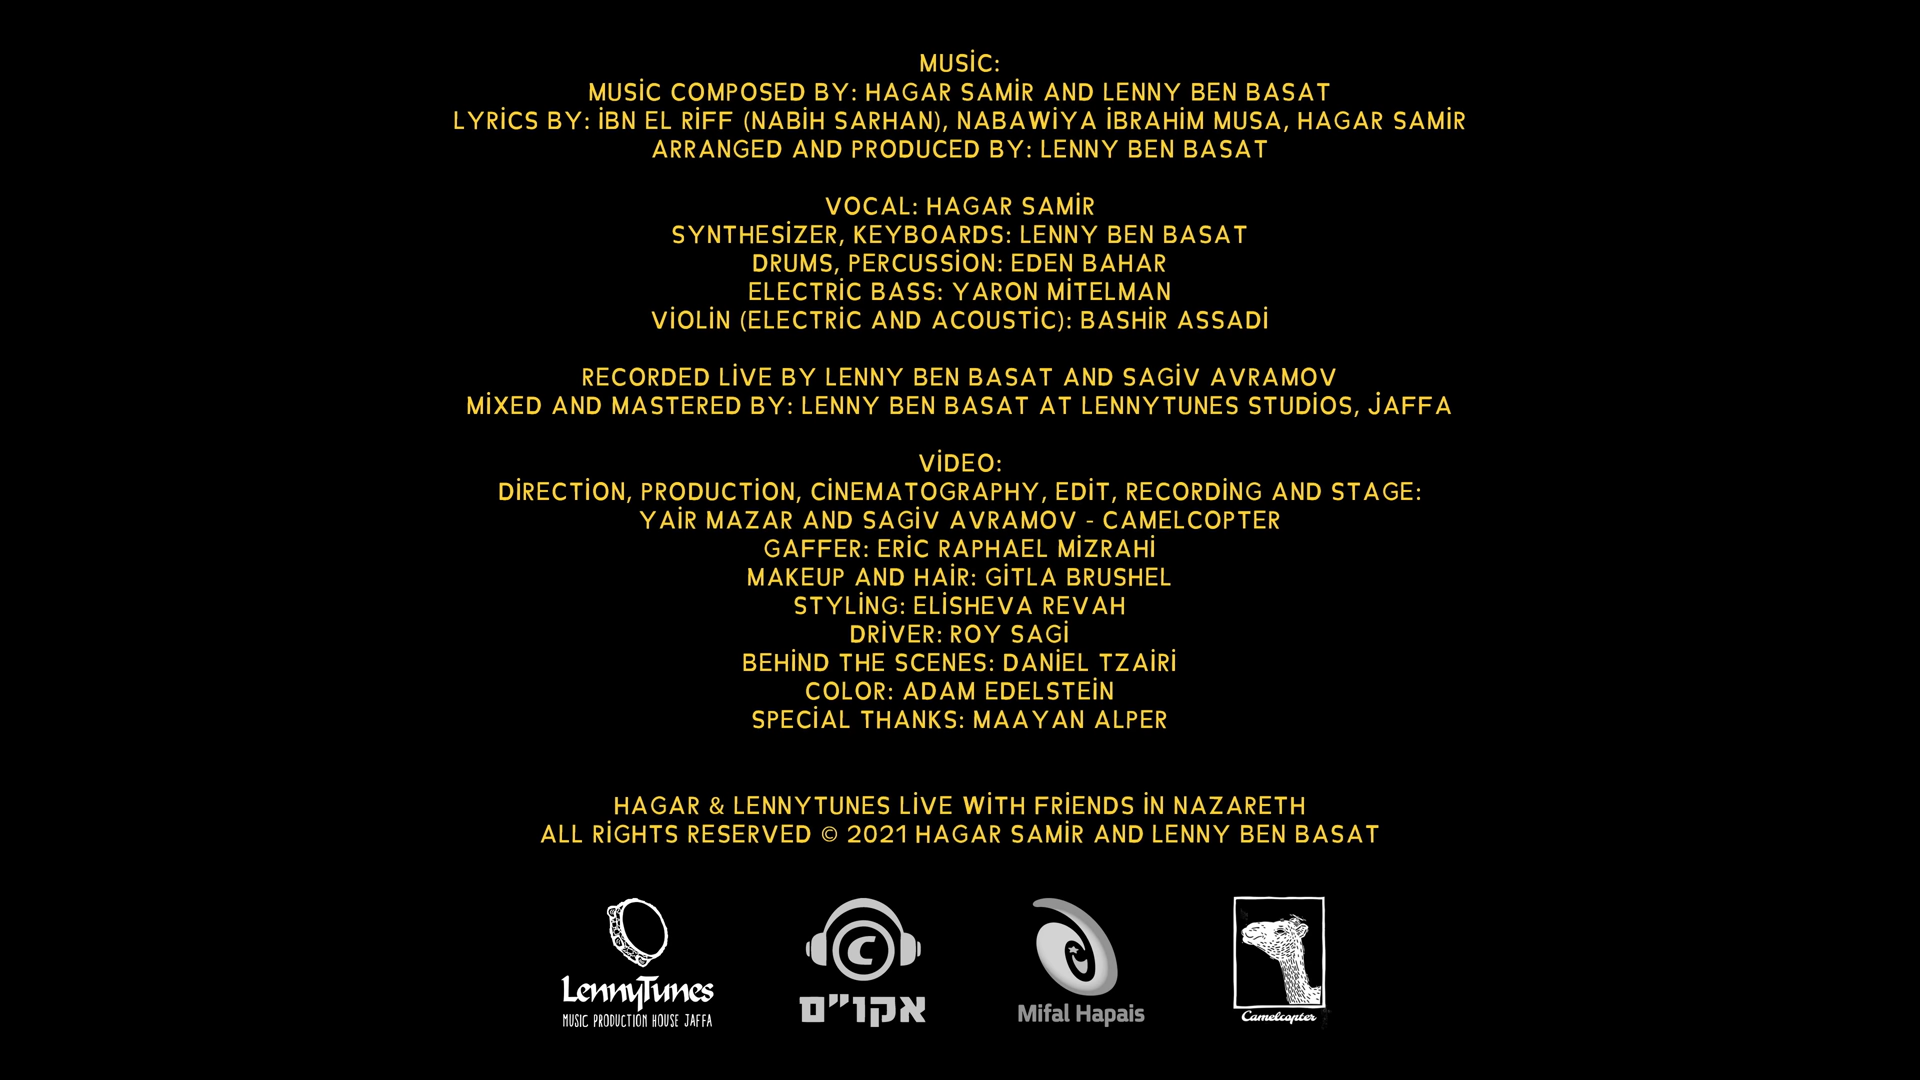 MUSİC:
MUSİC COMPOSED BY: HAGAR SAMİR AND LENNY BEN BASAT
LYRİCS BY: İBN EL RİFF (NABİH SARHAN), NABAWİYA İBRAHİM MUSA, HAGAR SAMİR
ARRANGED AND PRODUCED BY: LENNY BEN BASAT
VOCAL: HAGAR SAMİR
SYNTHESİZER, KEYBOARDS: LENNY BEN BASAT
DRUMS, PERCUSSİON: EDEN BAHAR
ELECTRİC BASS: YARON MİTELMAN
VİOLİN (ELECTRİC AND ACOUSTİC): BASHİR ASSADİ
RECORDED LİVE BY LENNY BEN BASAT AND SAGİV AVRAMOV
MİXED AND MASTERED BY: LENNY BEN BASAT AT LENNYTUNES STUDİOS, JAFFA
VİDEO:
DİRECTİON, PRODUCTİON, CİNEMATOGRAPHY, EDİT, RECORDİNG AND STAGE:
YAİR MAZAR AND SAGİV AVRAMOV - CAMELCOPTER
GAFFER: ERİC RAPHAEL MİZRAHİ
MAKEUP AND HAİR: GİTLA BRUSHEL
STYLİNG: ELİSHEVA REVAH
DRİVER: ROY SAGİ
BEHİND THE SCENES: DANİEL TZAİRİ
COLOR: ADAM EDELSTEİN
SPECİAL THANKS: MAAYAN ALPER
HAGAR & LENNYTUNES LİVE WİTH FRİENDS İN NAZARETH
ALL RİGHTS RESERVED © 2021 HAGAR SAMİR AND LENNY BEN BASAT
LennyTunes
MUSIC PRODUCTION HOUSE JAFFA
C
אקו"ם
Mifal Hapais
Camelcopter